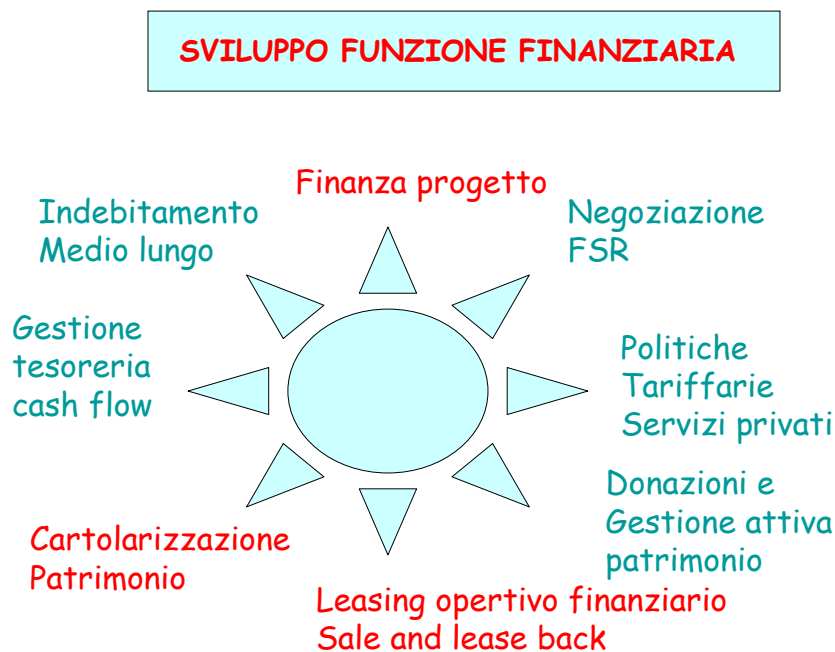 SVILUPPO FUNZIONE FINANZIARIA
Finanza progetto
Indebitamento
Medio lungo
Negoziazione
FSR
Gestione
tesoreria
cash flow
Politiche
Tariffarie
Servizi privati
Donazioni e
Gestione attiva
patrimonio
Cartolarizzazione
Patrimonio
Leasing opertivo finanziario
Sale and lease back